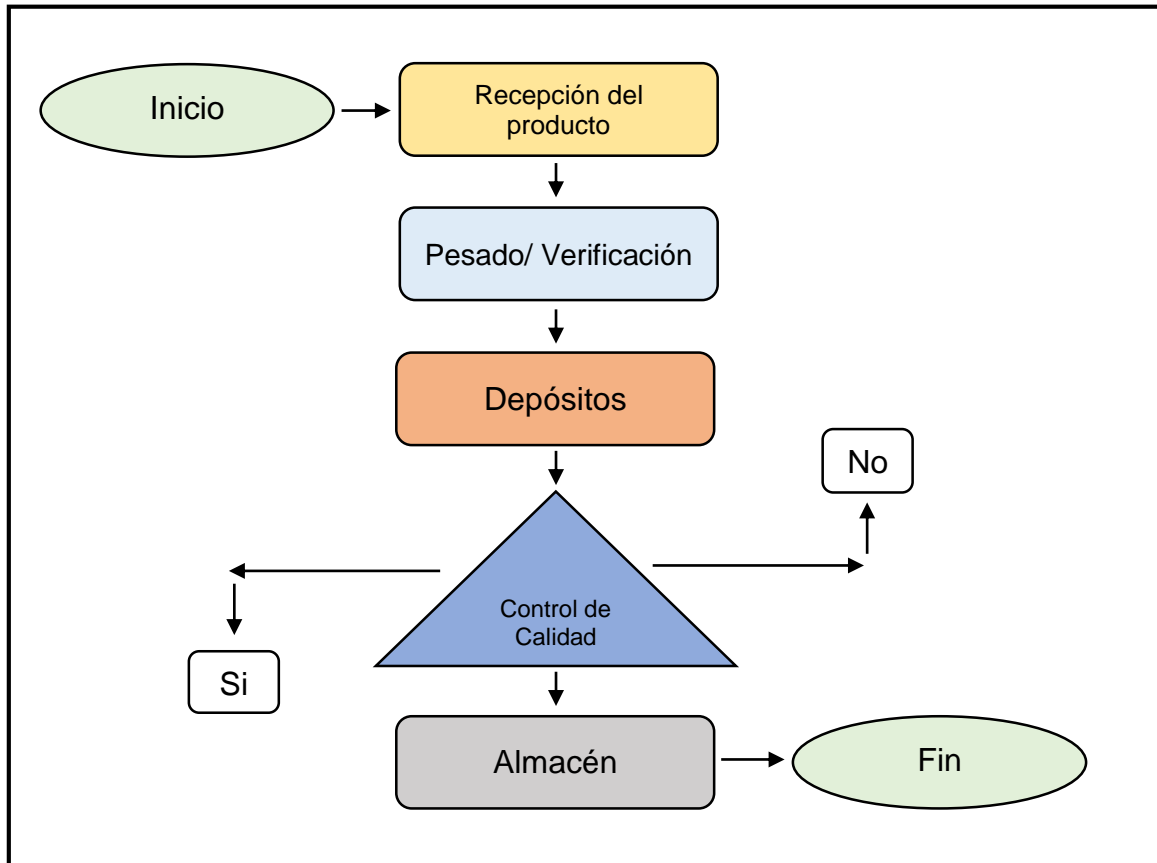 Inicio
Recepción del
producto
Pesado/ Verificación
Depósitos
No
Control de
Calidad
Si
Almacén
Fin